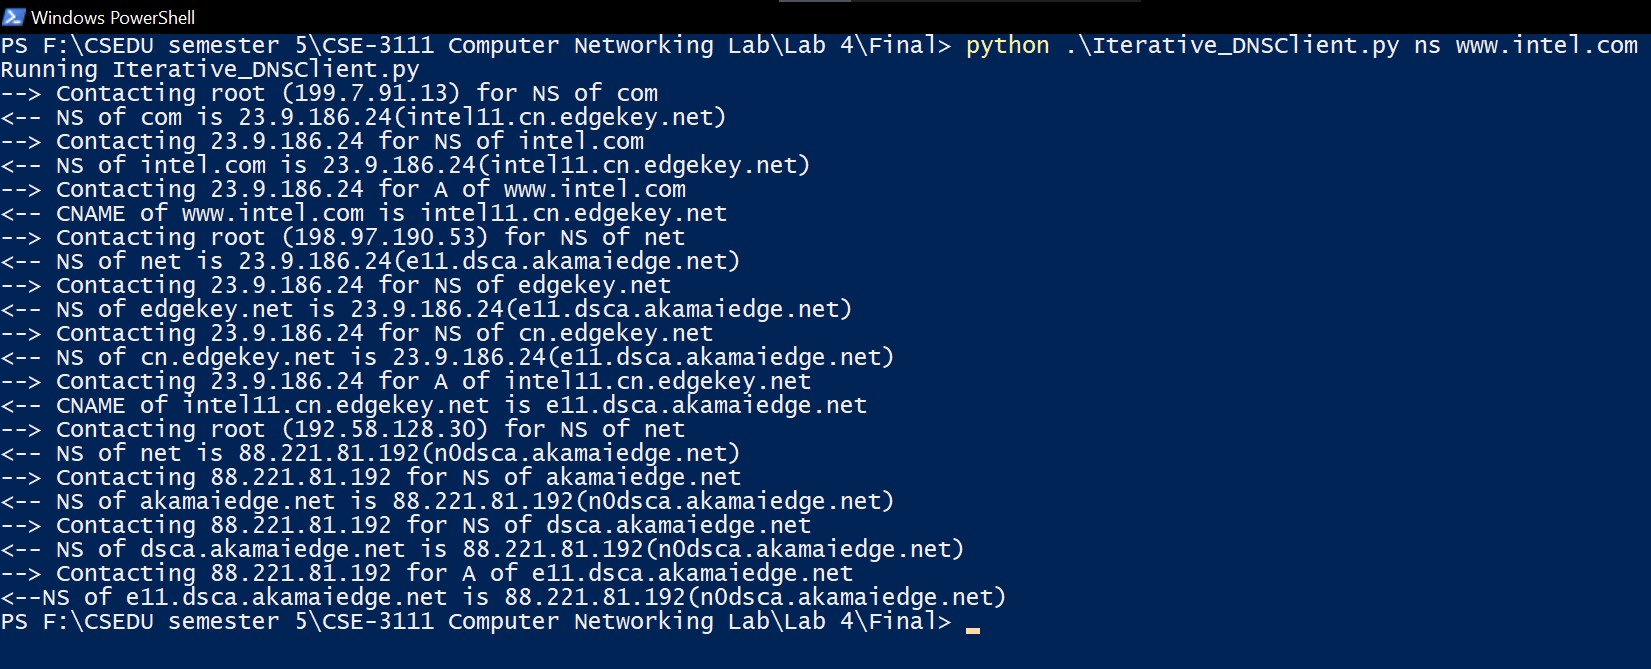 Windows PowerShell
PS F:\CSEDU semester 5\CSE-3111 Computer Networking Lab\Lab 4\Final> python .\Iterative_DNSClient.py ns www.intel.com
Running Iterative_DNSClient.py
--> Contacting root (199.7.91.13) for NS of com
<-- NS of com is 23.9.186.24(intel11.cn.edgekey.net)
--> Contacting 23.9.186.24 for NS of intel.com
<-- NS of intel.com is 23.9.186.24(intel11.cn.edgekey.net)
--> Contacting 23.9.186.24 for A of www.intel.com
<-- CNAME of www.intel.com is intel11.cn.edgekey.net
--> Contacting root (198.97.190.53) for NS of net
<-- NS of net is 23.9.186.24(e11.dsca.akamaiedge.net)
--> Contacting 23.9.186.24 for NS of edgekey.net
<-- NS of edgekey.net is 23.9.186.24(e11.dsca.akamaiedge.net)
--> Contacting 23.9.186.24 for NS of cn.edgekey.net
<-- NS of cn.edgekey.net is 23.9.186.24(e11.dsca.akamaiedge.net)
--> Contacting 23.9.186.24 for A of intel11.cn.edgekey.net
<-- CNAME of intel11.cn.edgekey.net is e11.dsca.akamaiedge.net
--> Contacting root (192.58.128.30) for NS of net
<-- NS of net is 88.221.81.192(n0dsca.akamaiedge.net)
--> Contacting 88.221.81.192 for NS of akamaiedge.net
<-- NS of akamaiedge.net is 88.221.81.192(n0dsca.akamaiedge.net)
--> Contacting 88.221.81.192 for NS of dsca.akamaiedge.net
<-- NS of dsca.akamaiedge.net is 88.221.81.192(n0dsca.akamaiedge.net)
--> Contacting 88.221.81.192 for A of e11.dsca.akamaiedge.net
<--NS of e11.dsca.akamaiedge.net is 88.221.81.192(n0dsca.akamaiedge.net)
PS F:\CSEDU semester 5\CSE-3111 Computer Networking Lab\Lab 4\Final>